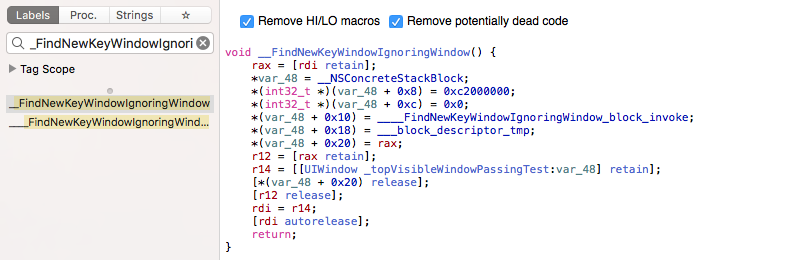 Labels Proc. Strings ☆
_FindNewKeyWindowIgnori
Tag Scope
__FindNewKeyWindowIgnoringWindow
____FindNewKeyWindowIgnoringWind...
Remove HI/LO macros Remove potentially dead code
void __FindNewKeyWindowIgnoringWindow() {
    rax = [rdi retain];
    *var_48 = __NSConcreteStackBlock;
    *(int32_t *)(var_48 + 0x8) = 0xc2000000;
    *(int32_t *)(var_48 + 0xc) = 0x0;
    *(var_48 + 0x10) = ____FindNewKeyWindowIgnoringWindow_block_invoke;
    *(var_48 + 0x18) = ___block_descriptor_tmp;
    *(var_48 + 0x20) = rax;
    r12 = [rax retain];
    r14 = [[UIWindow _topVisibleWindowPassingTest:var_48] retain];
    [*(var_48 + 0x20) release];
    [r12 release];
    rdi = r14;
    [rdi autorelease];
    return;
}